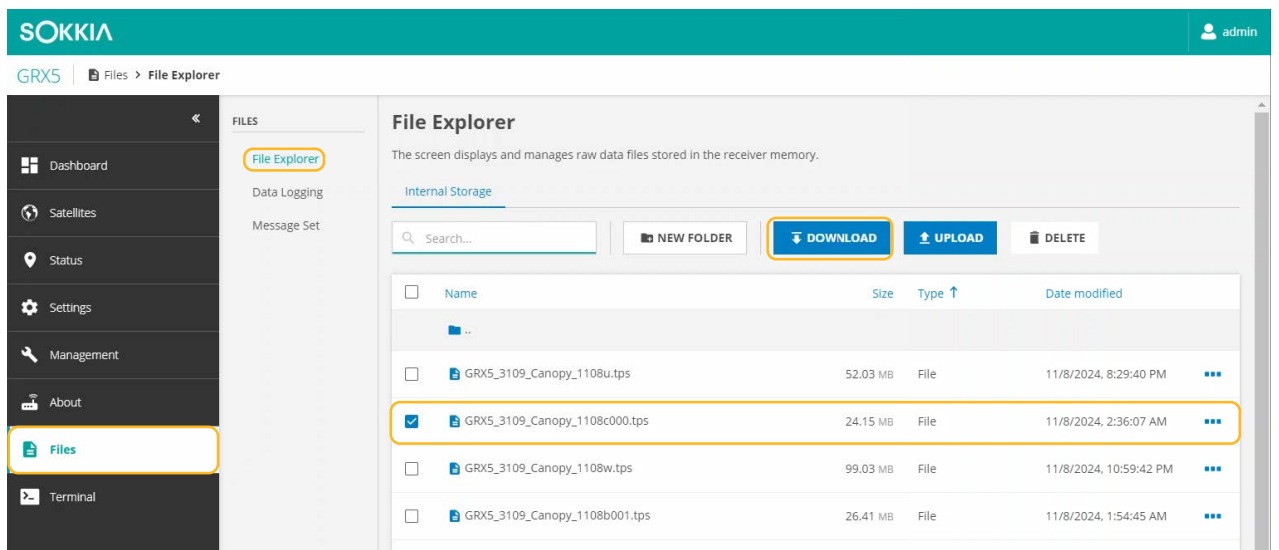 SOKKIA
admin
GRX5
Files > File Explorer
«
Dashboard
Satellites
Status
Settings
Management
About
Files
Terminal
FILES
File Explorer
Data Logging
Message Set
File Explorer
The screen displays and manages raw data files stored in the receiver memory.
Internal Storage
Search... NEW FOLDER DOWNLOAD UPLOAD DELETE
Name Size Type ↑ Date modified
..
GRX5_3109_Canopy_1108u.tps 52.03 MB File 11/8/2024, 8:29:40 PM
GRX5_3109_Canopy_1108c000.tps 24.15 MB File 11/8/2024, 2:36:07 AM
GRX5_3109_Canopy_1108w.tps 99.03 MB File 11/8/2024, 10:59:42 PM
GRX5_3109_Canopy_1108b001.tps 26.41 MB File 11/8/2024, 1:54:45 AM